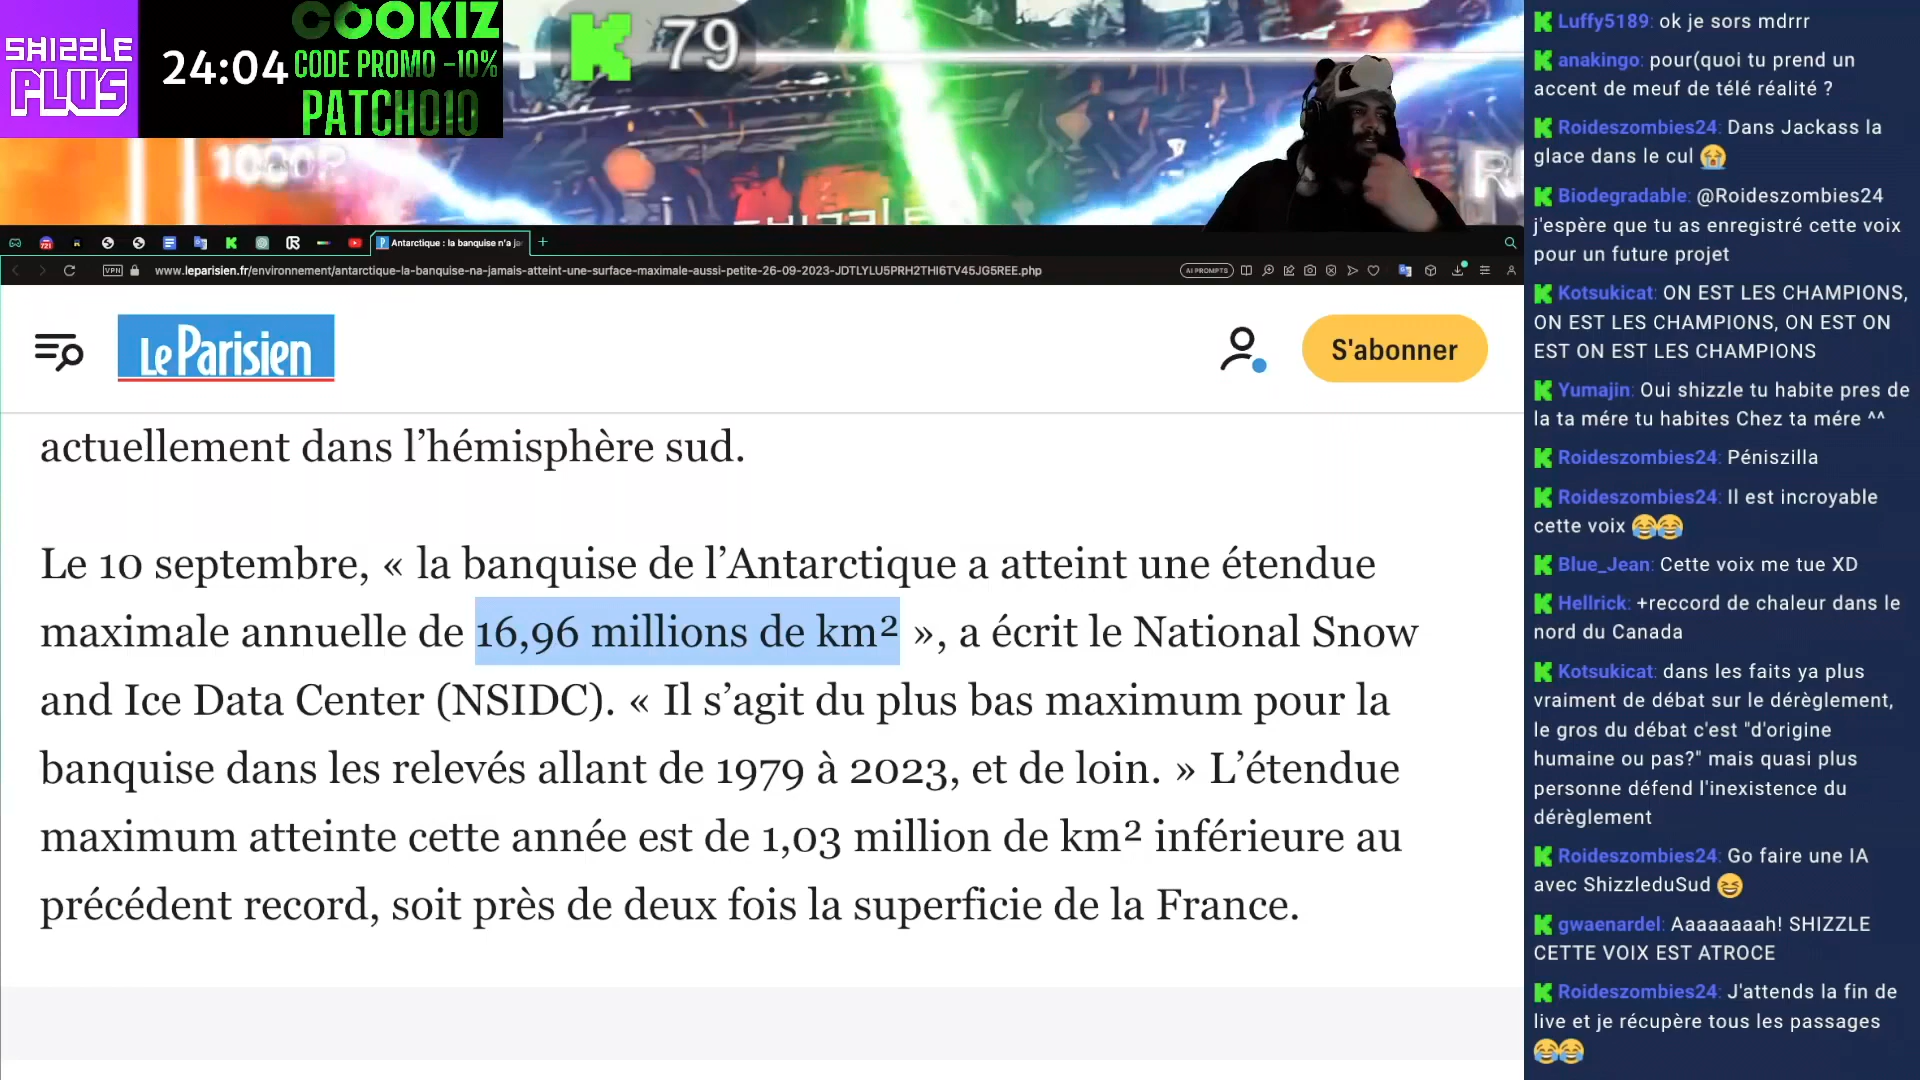 SHIZZLE
PLUS
24:04
COOKIZ
CODE PROMO -10%
PATCHO10
79
Antarctique : la banquise n'a ja
www.leparisien.fr/environnement/antarctique-la-banquise-na-jamais-atteint-une-surface-maximale-aussi-petite-26-09-2023-JDTLYLU5PRH2THI6TV45JG5REE.php
VPN
AI PROMPTS
Le Parisien
S'abonner
actuellement dans l’hémisphère sud.
Le 10 septembre, « la banquise de l’Antarctique a atteint une étendue
maximale annuelle de 16,96 millions de km² », a écrit le National Snow
and Ice Data Center (NSIDC). « Il s’agit du plus bas maximum pour la
banquise dans les relevés allant de 1979 à 2023, et de loin. » L’étendue
maximum atteinte cette année est de 1,03 million de km² inférieure au
précédent record, soit près de deux fois la superficie de la France.
Luffy5189: ok je sors mdrrr
anakingo: pour(quoi tu prend un
accent de meuf de télé réalité ?
Roideszombies24: Dans Jackass la
glace dans le cul 😭
Biodegradable: @Roideszombies24
j'espère que tu as enregistré cette voix
pour un future projet
Kotsukicat: ON EST LES CHAMPIONS,
ON EST LES CHAMPIONS, ON EST ON
EST ON EST LES CHAMPIONS
Yumajin: Oui shizzle tu habite pres de
la ta mére tu habites Chez ta mére ^^
Roideszombies24: Péniszilla
Roideszombies24: Il est incroyable
cette voix 😂😂
Blue_Jean: Cette voix me tue XD
Hellrick: +reccord de chaleur dans le
nord du Canada
Kotsukicat: dans les faits ya plus
vraiment de débat sur le dérèglement,
le gros du débat c'est "d'origine
humaine ou pas?" mais quasi plus
personne défend l'inexistence du
dérèglement
Roideszombies24: Go faire une IA
avec ShizzleduSud 😆
gwaenardel: Aaaaaaaah! SHIZZLE
CETTE VOIX EST ATROCE
Roideszombies24: J'attends la fin de
live et je récupère tous les passages
😂😂